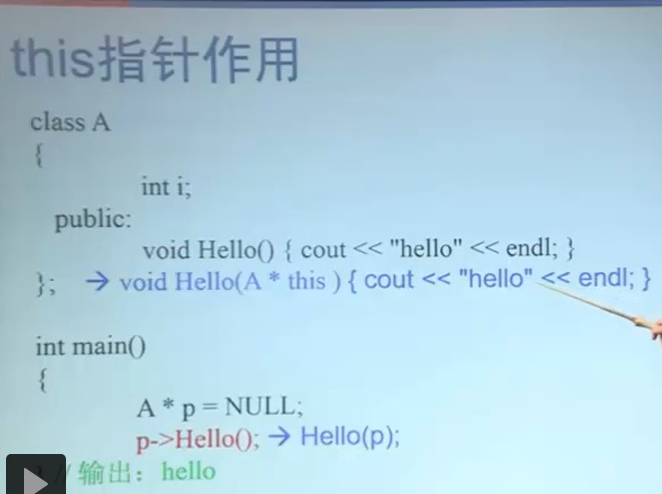 this指针作用
class A
{
int i;
public:
void Hello() { cout << "hello" << endl; }
}; → void Hello(A * this ) { cout << "hello" << endl; }
int main()
{
A * p = NULL;
p->Hello(); → Hello(p);
} // 输出：hello